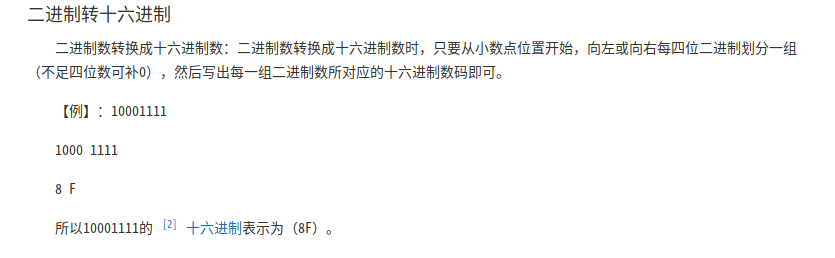 二进制转十六进制
二进制数转换成十六进制数：二进制数转换成十六进制数时，只要从小数点位置开始，向左或向右每四位二进制划分一组
（不足四位数可补0），然后写出每一组二进制数所对应的十六进制数码即可。
【例】：10001111
1000 1111
8 F
所以10001111的 [2] 十六进制表示为（8F）。